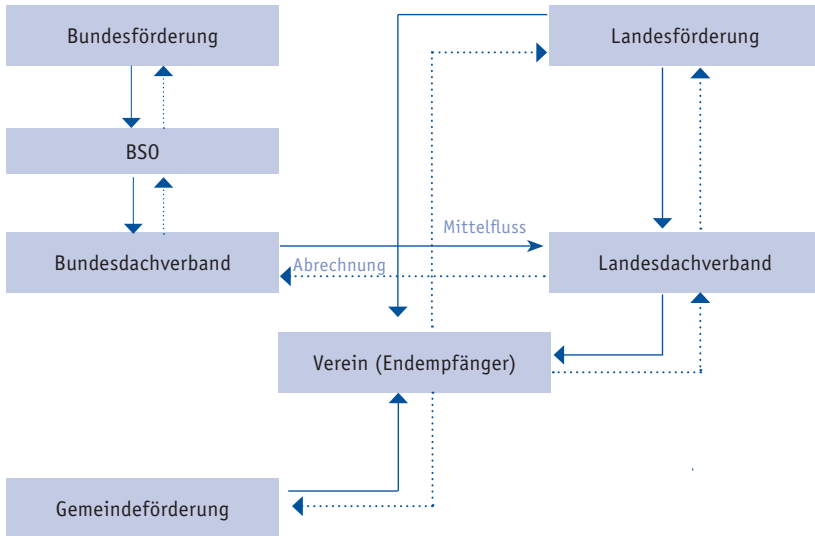 Bundesförderung
Landesförderung
BSO
Mittelfluss
Bundesdachverband
Abrechnung
Landesdachverband
Verein (Endempfänger)
Gemeindeförderung